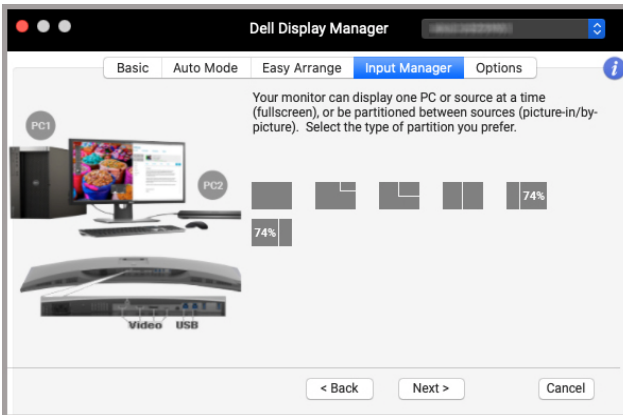 Dell Display Manager
Basic
Auto Mode
Easy Arrange
Input Manager
Options
i
Your monitor can display one PC or source at a time
(fullscreen), or be partitioned between sources (picture-in/by-
picture). Select the type of partition you prefer.
PC1
PC2
74%
74%
Video USB
< Back
Next >
Cancel